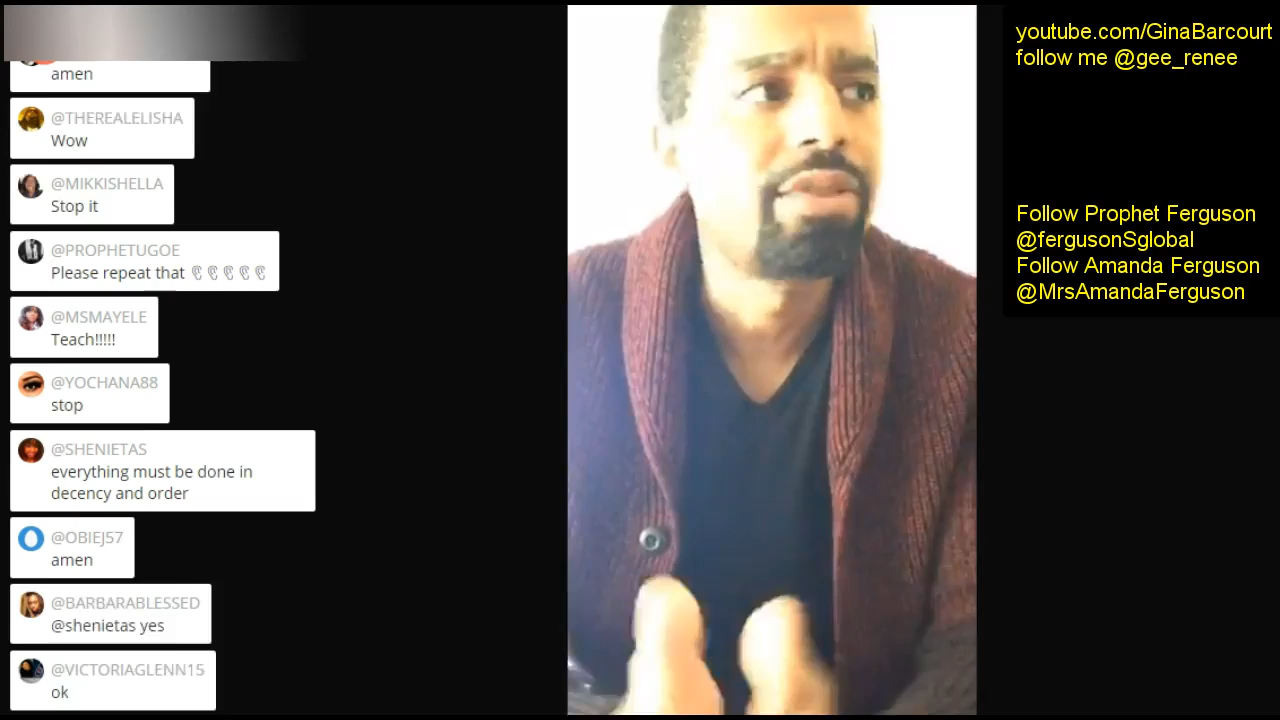 amen
@THEREALELISHA
Wow
@MIKKISHELLA
Stop it
@PROPHETUGOE
Please repeat that
@MSMAYELE
Teach!!!!!
@YOCHANA88
stop
@SHENIETAS
everything must be done in
decency and order
@OBIEJ57
amen
@BARBARABLESSED
@shenietas yes
@VICTORIAGLENN15
ok
youtube.com/GinaBarcourt
follow me @gee_renee
Follow Prophet Ferguson
@fergusonSglobal
Follow Amanda Ferguson
@MrsAmandaFerguson